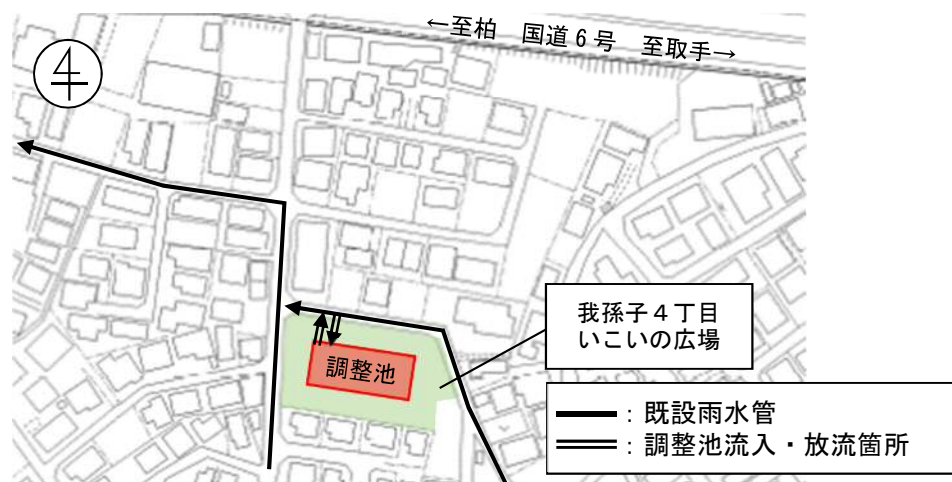 ←至柏 国道6号 至取手→
調整池
我孫子4丁目
いこいの広場
：既設雨水管
：調整池流入・放流箇所